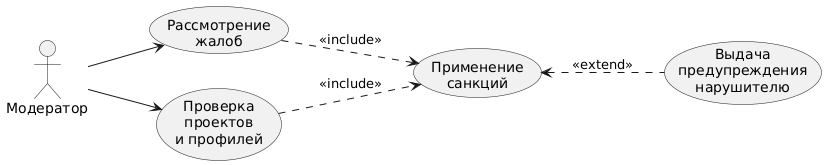 Рассмотрение
жалоб
«include»
Модератор
Применение
санкций
«extend»
Выдача
предупреждения
нарушителю
«include»
Проверка
проектов
и профилей